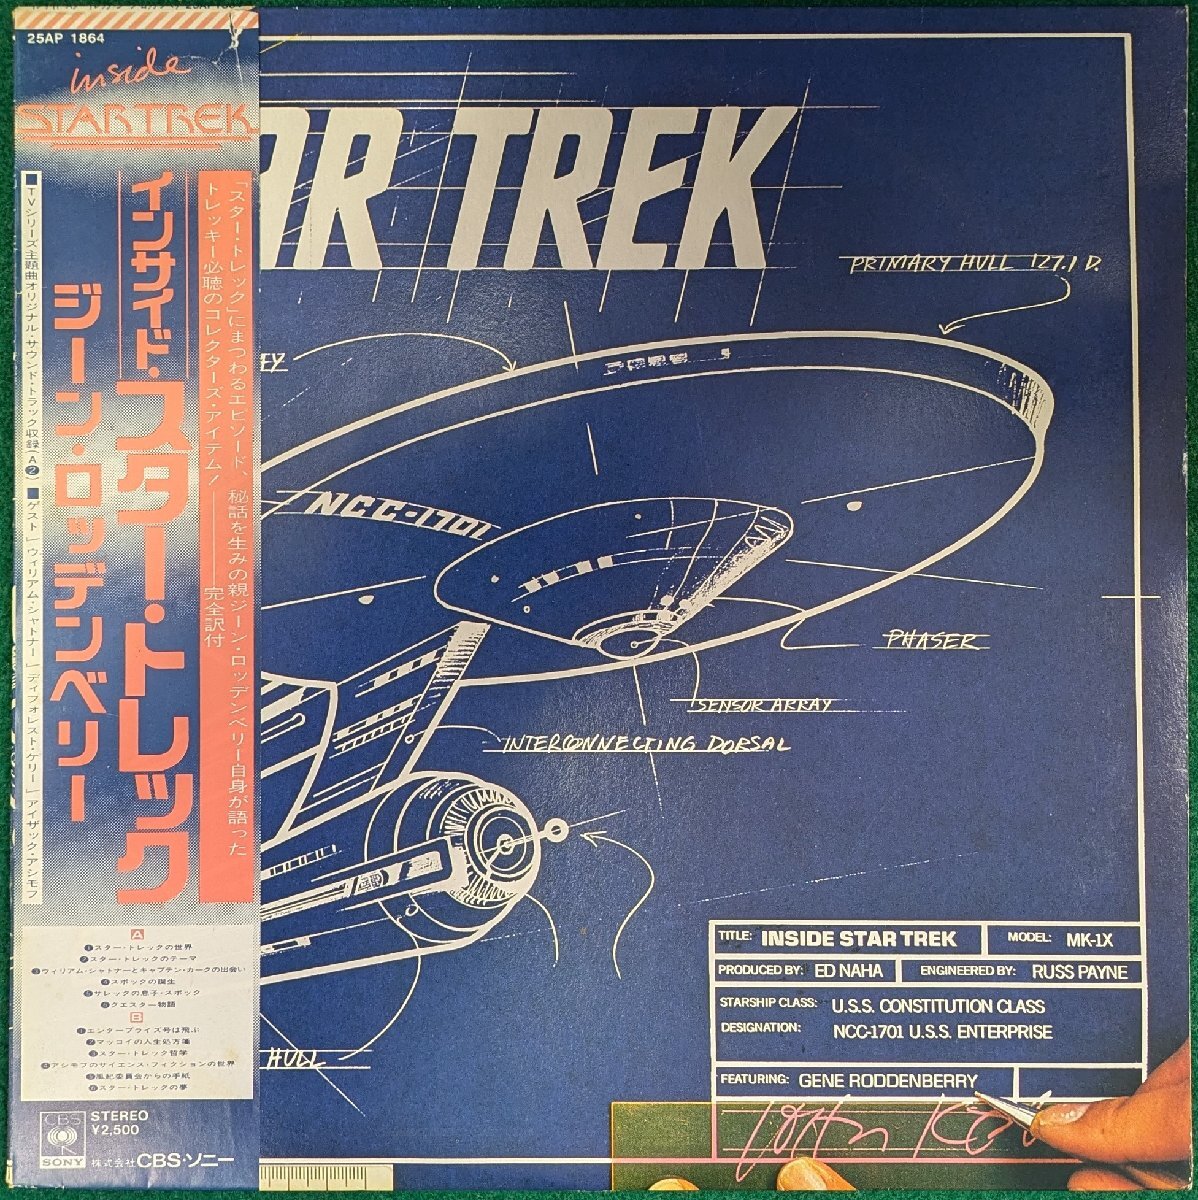 25AP 1864
inside
STAR TREK
インサイド・スター・トレック
ジーン・ロッデンベリー
「スター・トレック」にまつわるエピソード、秘話を生みの親ジーン・ロッデンベリー自身が語った
トレッキー必聴のコレクターズ・アイテム!——完全訳付
■TVシリーズ主題曲オリジナル・サウンド・トラック収録(A❷)■ゲスト/ウィリアム・シャトナー/ディフォレスト・ケリー/アイザック・アシモフ
A
❶スター・トレックの世界
❷スター・トレックのテーマ
❸ウィリアム・シャトナーとキャプテン・カークの出会い
❹スポックの誕生
❺サレックの息子・スポック
❻クエスター物語
B
❶エンタープライズ号は飛ぶ
❷マッコイの人生処方箋
❸スター・トレック哲学
❹アシモフのサイエンス・フィクションの世界
❺風紀委員会からの手紙
❻スター・トレックの夢
CBS
SONY
STEREO
¥2,500
株式会社CBS・ソニー
AR TREK
PRIMARY HULL 127.1 D.
EY
NCC-1701
PHASER
SENSOR ARRAY
INTERCONNECTING DORSAL
HULL
TITLE: INSIDE STAR TREK
MODEL: MK-1X
PRODUCED BY: ED NAHA
ENGINEERED BY: RUSS PAYNE
STARSHIP CLASS: U.S.S. CONSTITUTION CLASS
DESIGNATION: NCC-1701 U.S.S. ENTERPRISE
FEATURING: GENE RODDENBERRY